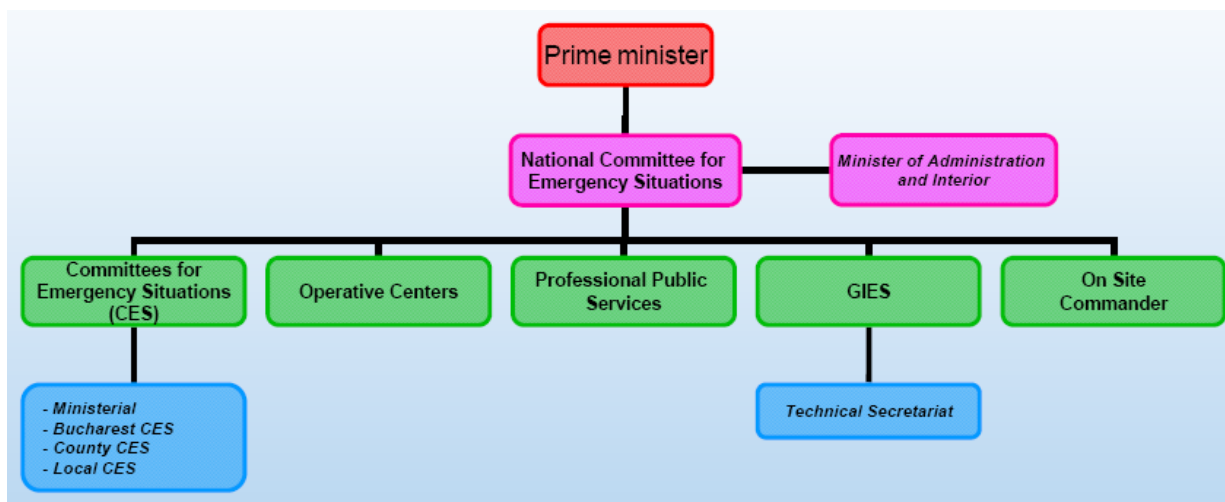 Prime minister
National Committee for
Emergency Situations
Minister of Administration
and Interior
Committees for
Emergency Situations
(CES)
Operative Centers
Professional Public
Services
GIES
On Site
Commander
- Ministerial
- Bucharest CES
- County CES
- Local CES
Technical Secretariat